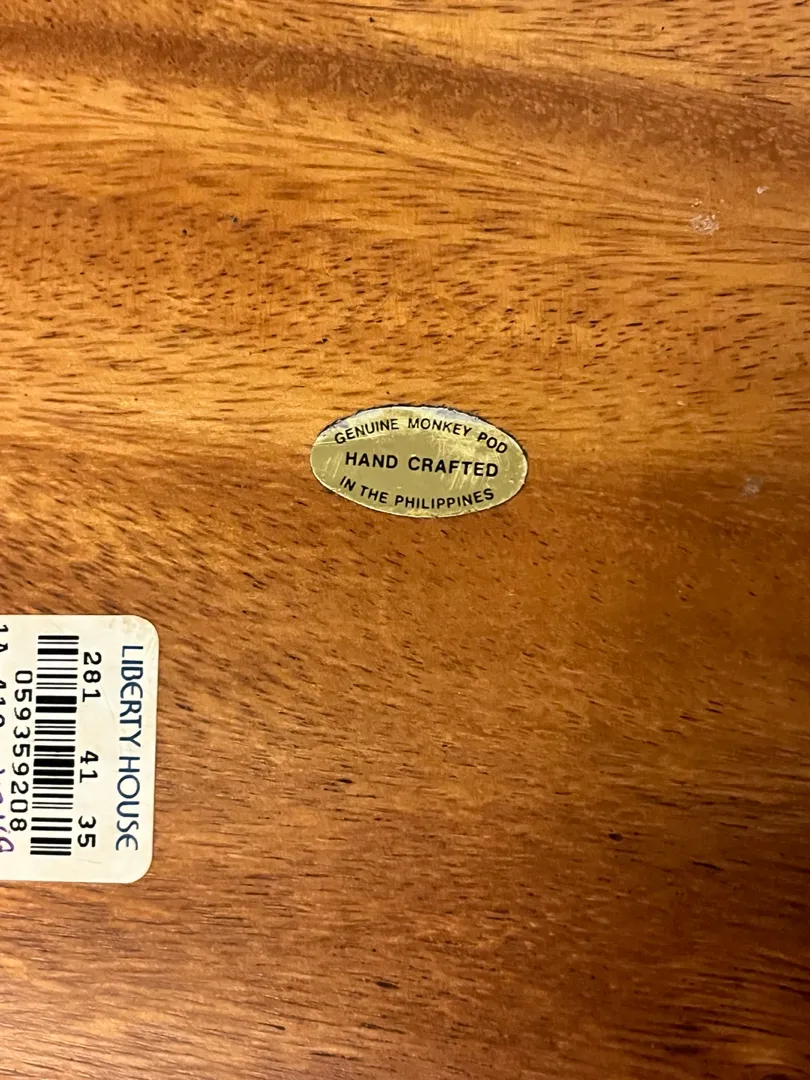 GENUINE MONKEY POD
HAND CRAFTED
IN THE PHILIPPINES
LIBERTY HOUSE
281 41 35
059359208